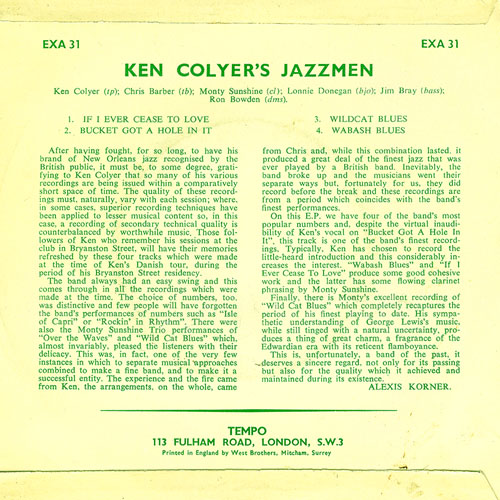 EXA 31
EXA 31
KEN COLYER'S JAZZMEN
Ken Colyer (tp); Chris Barber (tb); Monty Sunshine (cl); Lonnie Donegan (bjo); Jim Bray (bass);
Ron Bowden (dms).
1. IF I EVER CEASE TO LOVE
2. BUCKET GOT A HOLE IN IT
3. WILDCAT BLUES
4. WABASH BLUES
After having fought, for so long, to have his
brand of New Orleans jazz recognised by the
British public, it must be, to some degree, grati-
fying to Ken Colyer that so many of his various
recordings are being issued within a comparatively
short space of time. The quality of these record-
ings must, naturally, vary with each session; where,
in some cases, superior recording techniques have
been applied to lesser musical content so, in this
case, a recording of secondary technical quality is
counterbalanced by worthwhile music. Those fol-
lowers of Ken who remember his sessions at the
club in Bryanston Street, will have their memories
refreshed by these four tracks which were made
at the time of Ken's Danish tour, during the
period of his Bryanston Street residency.
The band always had an easy swing and this
comes through in all the recordings which were
made at the time. The choice of numbers, too,
was distinctive and few people will have forgotten
the band's performances of numbers such as "Isle
of Capri" or "Rockin' in Rhythm". There were
also the Monty Sunshine Trio performances of
"Over the Waves" and "Wild Cat Blues" which,
almost invariably, pleased the listeners with their
delicacy. This was, in fact, one of the very few
instances in which to separate musical approaches
combined to make a fine band, and to make it a
successful entity. The experience and the fire came
from Ken, the arrangements, on the whole, came
from Chris and, while this combination lasted, it
produced a great deal of the finest jazz that was
ever played by a British band. Inevitably, the
band broke up and the musicians went their
separate ways but, fortunately for us, they did
record before the break and these recordings are
from a period which coincides with the band's
finest performances.
On this E.P. we have four of the band's most
popular numbers and, despite the virtual inaudi-
bility of Ken's vocal on "Bucket Got A Hole In
It", this track is one of the band's finest record-
ings. Typically, Ken has chosen to record the
little-heard introduction and this considerably in-
creases the interest. "Wabash Blues" and "If I
Ever Cease To Love" produce some good cohesive
work and the latter has some flowing clarinet
phrasing by Monty Sunshine.
Finally, there is Monty's excellent recording of
"Wild Cat Blues" which completely recaptures the
period of his finest playing to date. His sympa-
thetic understanding of George Lewis's music,
while still tinged with a natural uncertainty, pro-
duces a thing of great charm, a fragrance of the
Edwardian era with its reticent flamboyance.
This is, unfortunately, a band of the past, it
deserves a sincere regard, not only for its passing
but also for the quality which it achieved and
maintained during its existence.
ALEXIS KORNER.
TEMPO
113 FULHAM ROAD, LONDON, S.W.3
Printed in England by West Brothers, Mitcham, Surrey